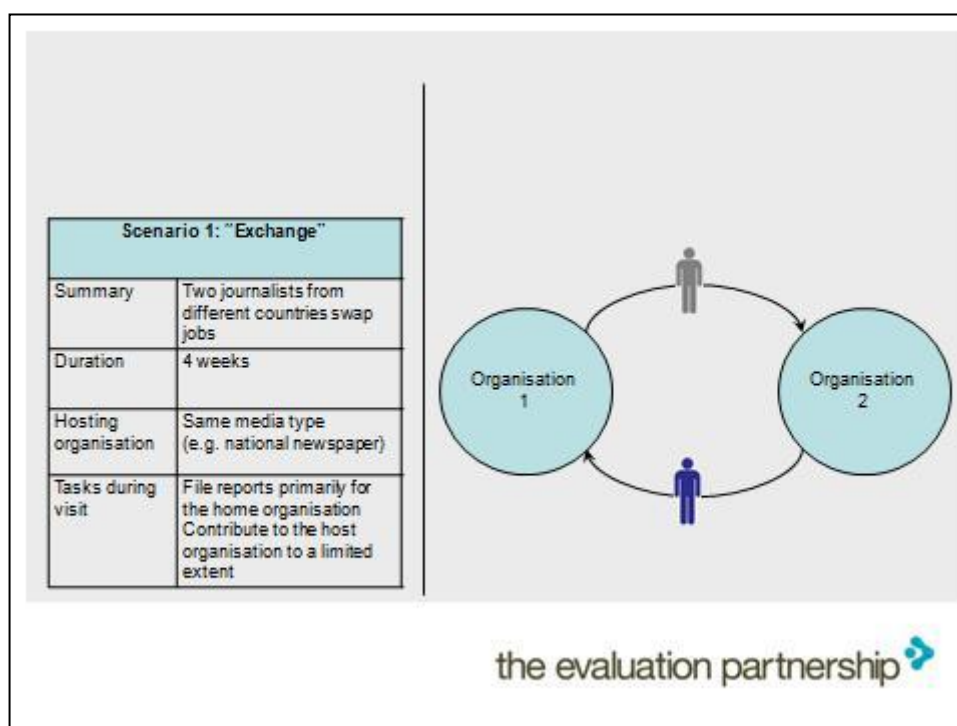 Scenario 1: "Exchange"
Summary
Two journalists from
different countries swap
jobs
Duration
4 weeks
Hosting
organisation
Same media type
(e.g. national newspaper)
Tasks during
visit
File reports primarily for
the home organisation
Contribute to the host
organisation to a limited
extent
Organisation
1
Organisation
2
the evaluation partnership